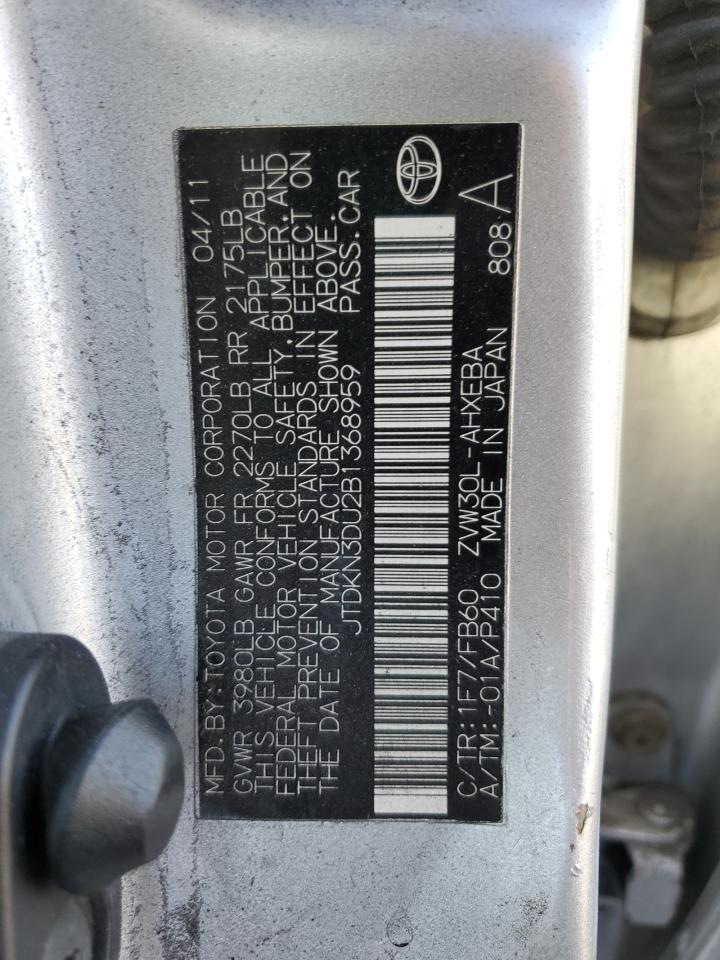 MFD.BY:TOYOTA MOTOR CORPORATION 04/11
GVWR 3980LB GAWR FR 2270LB RR 2175LB
THIS VEHICLE CONFORMS TO ALL APPLICABLE
FEDERAL MOTOR VEHICLE SAFETY, BUMPER, AND
THEFT PREVENTION STANDARDS IN EFFECT ON
THE DATE OF MANUFACTURE SHOWN ABOVE.
JTDKN3DU2B1368959 PASS.CAR
C/TR: 1F7/FB60 ZVW30L-AHXEBA 808 A
A/TM: -01A/P410 MADE IN JAPAN